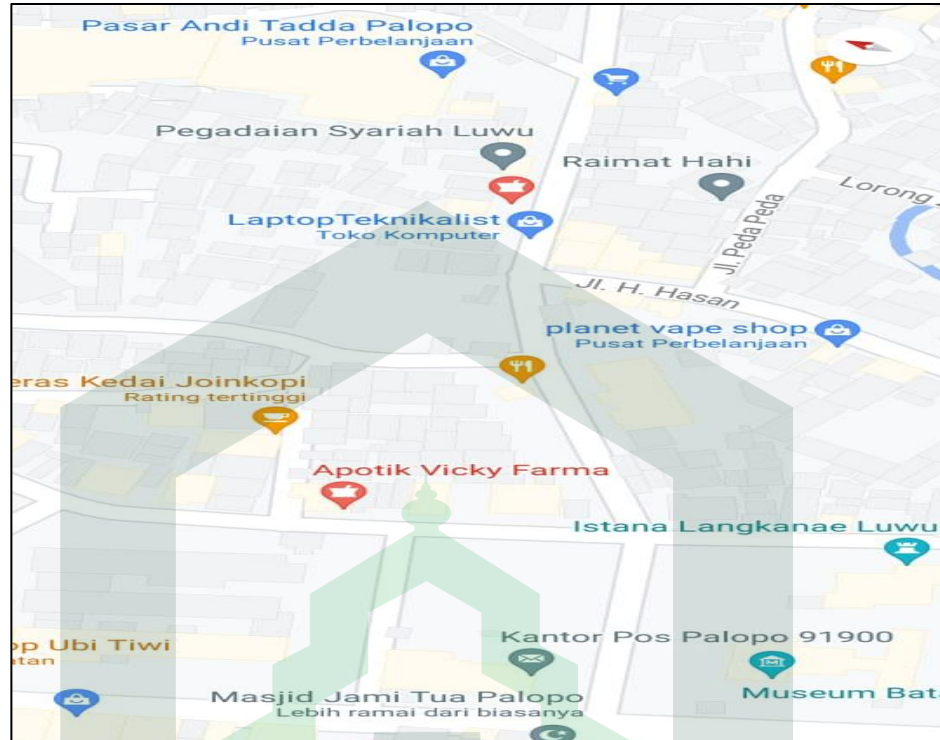 Pasar Andi Tadda Palopo
Pusat Perbelanjaan
Pegadaian Syariah Luwu
Raimat Hahi
Lorong
LaptopTeknikalist
Toko Komputer
Jl. Peda Peda
Jl. H. Hasan
planet vape shop
Pusat Perbelanjaan
eras Kedai Joinkopi
Rating tertinggi
Apotik Vicky Farma
Istana Langkanae Luwu
op Ubi Tiwi
atan
Kantor Pos Palopo 91900
Museum Bata
Masjid Jami Tua Palopo
Lebih ramai dari biasanya